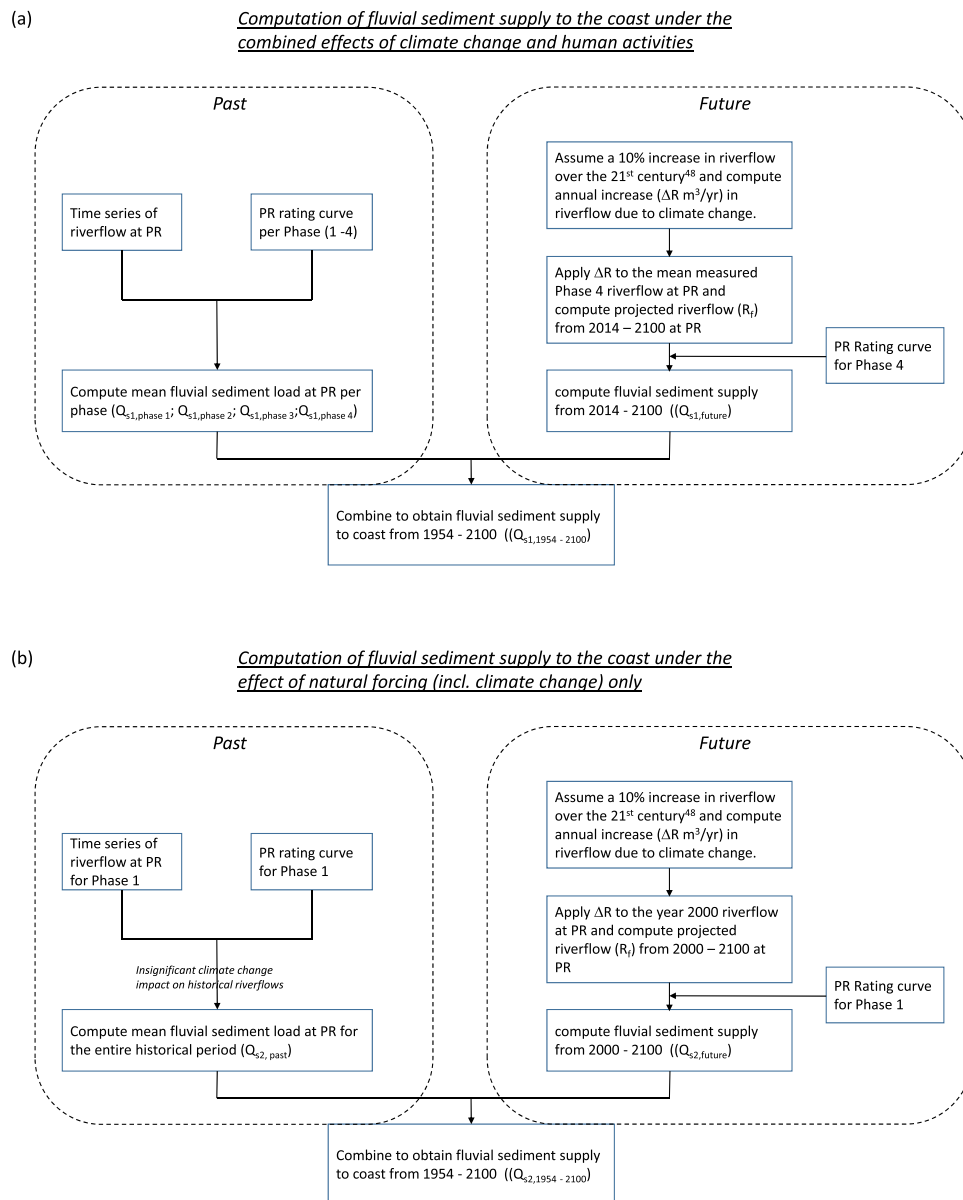 (a)
Computation of fluvial sediment supply to the coast under the
combined effects of climate change and human activities
Past
Time series of
riverflow at PR
PR rating curve
per Phase (1 -4)
Compute mean fluvial sediment load at PR per
phase (Qs1,phase 1; Qs1,phase 2; Qs1,phase 3;Qs1,phase 4)
Future
Assume a 10% increase in riverflow
over the 21st century48 and compute
annual increase (ΔR m3/yr) in
riverflow due to climate change.
Apply ΔR to the mean measured
Phase 4 riverflow at PR and
compute projected riverflow (Rf)
from 2014 – 2100 at PR
PR Rating curve
for Phase 4
compute fluvial sediment supply
from 2014 - 2100 ((Qs1,future)
Combine to obtain fluvial sediment supply
to coast from 1954 - 2100 ((Qs1,1954 - 2100)
(b)
Computation of fluvial sediment supply to the coast under the
effect of natural forcing (incl. climate change) only
Past
Time series of
riverflow at PR
for Phase 1
PR rating curve
for Phase 1
Insignificant climate change
impact on historical riverflows
Compute mean fluvial sediment load at PR for
the entire historical period (Qs2, past)
Future
Assume a 10% increase in riverflow
over the 21st century48 and compute
annual increase (ΔR m3/yr) in
riverflow due to climate change.
Apply ΔR to the year 2000 riverflow
at PR and compute projected
riverflow (Rf) from 2000 – 2100 at
PR
PR Rating curve
for Phase 1
compute fluvial sediment supply
from 2000 - 2100 ((Qs2,future)
Combine to obtain fluvial sediment supply
to coast from 1954 - 2100 ((Qs2,1954 - 2100)